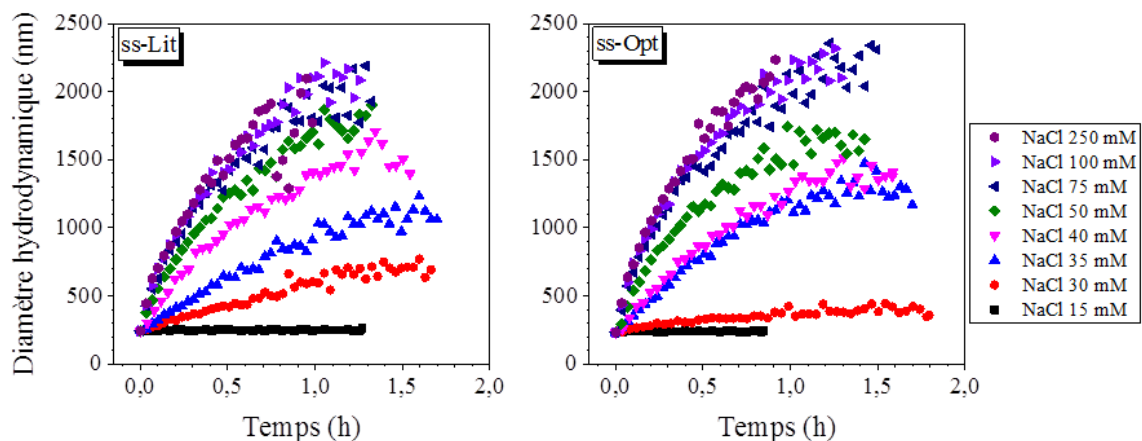 Diamètre hydrodynamique (nm)
2500
2000
1500
1000
500
0
ss-Lit
0,0
0,5
1,0
1,5
2,0
Temps (h)
2500
2000
1500
1000
500
0
ss-Opt
0,0
0,5
1,0
1,5
2,0
Temps (h)
NaCl 250 mM
NaCl 100 mM
NaCl 75 mM
NaCl 50 mM
NaCl 40 mM
NaCl 35 mM
NaCl 30 mM
NaCl 15 mM